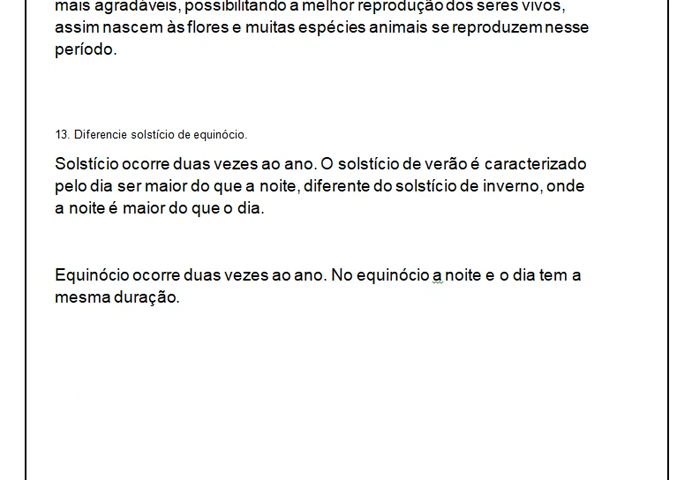 mais agradáveis, possibilitando a melhor reprodução dos seres vivos,
assim nascem às flores e muitas espécies animais se reproduzem nesse
período.
13. Diferencie solstício de equinócio.
Solstício ocorre duas vezes ao ano. O solstício de verão é caracterizado
pelo dia ser maior do que a noite, diferente do solstício de inverno, onde
a noite é maior do que o dia.
Equinócio ocorre duas vezes ao ano. No equinócio a noite e o dia tem a
mesma duração.